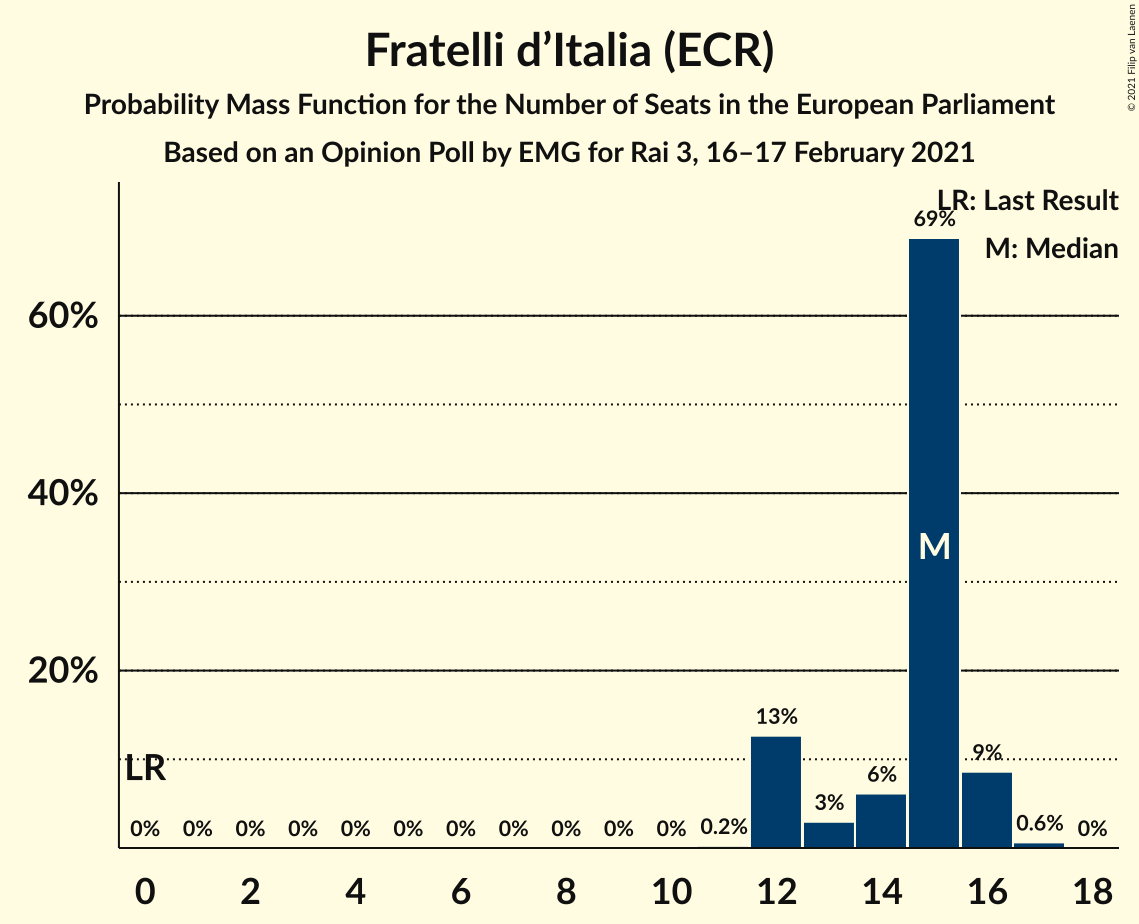 Fratelli d’Italia (ECR)
Probability Mass Function for the Number of Seats in the European Parliament
Based on an Opinion Poll by EMG for Rai 3, 16–17 February 2021
© 2021 Filip van Laenen
LR: Last Result
M: Median
69%
60%
40%
M
20%
13%
9%
LR
6%
3%
0% 0% 0% 0% 0% 0% 0% 0% 0% 0% 0% 0.2% 0.6% 0%
0 2 4 6 8 10 12 14 16 18